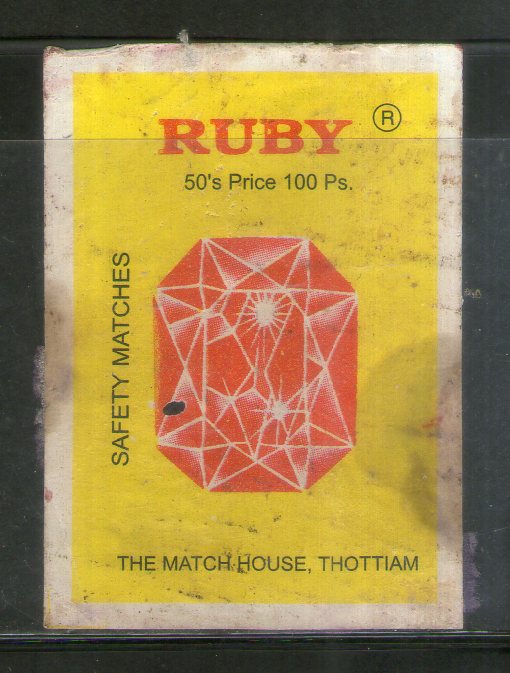 RUBY ®
50's Price 100 Ps.
SAFETY MATCHES
THE MATCH HOUSE, THOTTIAM